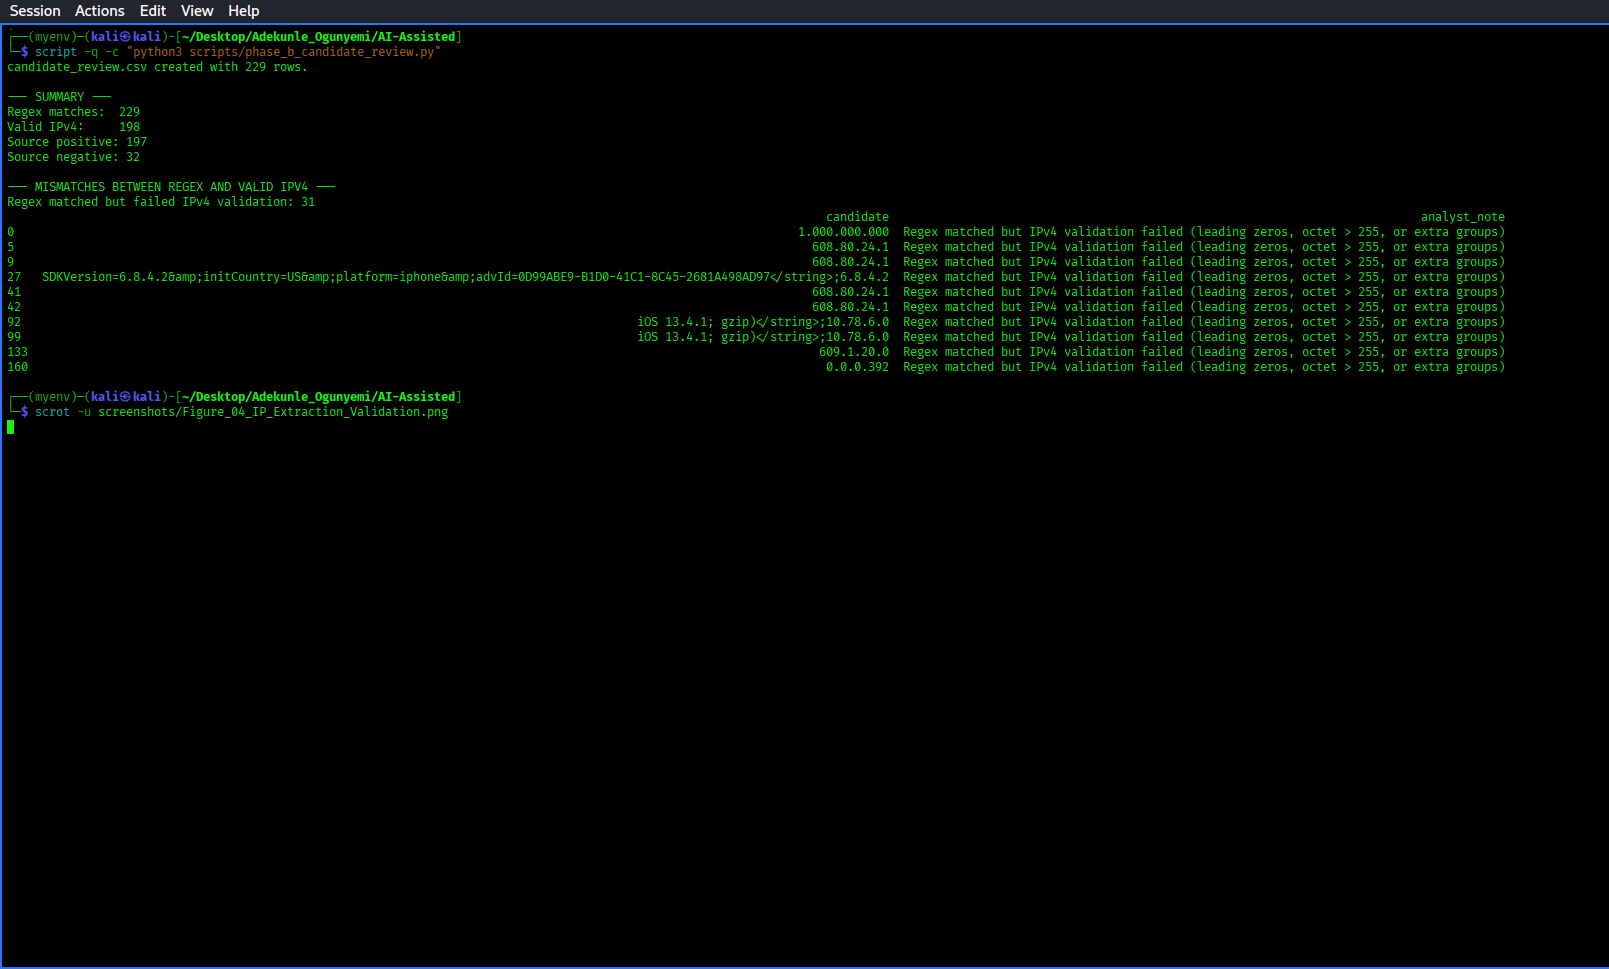 Session Actions Edit View Help
┌──(myenv)─(kali㉿kali)-[~/Desktop/Adekunle_Ogunyemi/AI-Assisted]
└─$ script -q -c "python3 scripts/phase_b_candidate_review.py"
candidate_review.csv created with 229 rows.
─── SUMMARY ───
Regex matches: 229
Valid IPv4: 198
Source positive: 197
Source negative: 32
─── MISMATCHES BETWEEN REGEX AND VALID IPV4 ───
Regex matched but failed IPv4 validation: 31
candidate analyst_note
0 1.000.000.000 Regex matched but IPv4 validation failed (leading zeros, octet > 255, or extra groups)
5 608.80.24.1 Regex matched but IPv4 validation failed (leading zeros, octet > 255, or extra groups)
9 608.80.24.1 Regex matched but IPv4 validation failed (leading zeros, octet > 255, or extra groups)
27 SDKVersion=6.8.4.2&amp;initCountry=US&amp;platform=iphone&amp;advId=0D99ABE9-B1D0-41C1-8C45-2681A498AD97</string>;6.8.4.2 Regex matched but IPv4 validation failed (leading zeros, octet > 255, or extra groups)
41 608.80.24.1 Regex matched but IPv4 validation failed (leading zeros, octet > 255, or extra groups)
42 608.80.24.1 Regex matched but IPv4 validation failed (leading zeros, octet > 255, or extra groups)
92 iOS 13.4.1; gzip)</string>;10.78.6.0 Regex matched but IPv4 validation failed (leading zeros, octet > 255, or extra groups)
99 iOS 13.4.1; gzip)</string>;10.78.6.0 Regex matched but IPv4 validation failed (leading zeros, octet > 255, or extra groups)
133 609.1.20.0 Regex matched but IPv4 validation failed (leading zeros, octet > 255, or extra groups)
160 0.0.0.392 Regex matched but IPv4 validation failed (leading zeros, octet > 255, or extra groups)
┌──(myenv)─(kali㉿kali)-[~/Desktop/Adekunle_Ogunyemi/AI-Assisted]
└─$ scrot -u screenshots/Figure_04_IP_Extraction_Validation.png